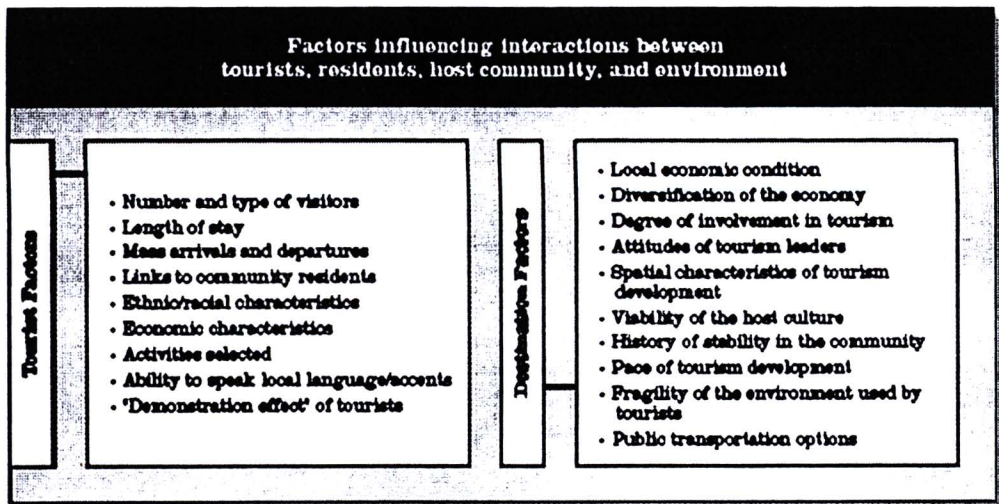 Factors influencing interactions between
tourists, residents, host community, and environment
Tourist Factors
• Number and type of visitors
• Length of stay
• Mass arrivals and departures
• Links to community residents
• Ethnic/racial characteristics
• Economic characteristics
• Activities selected
• Ability to speak local language/accents
• "Demonstration effect" of tourists
Destination Factors
• Local economic condition
• Diversification of the economy
• Degree of involvement in tourism
• Attitudes of tourism leaders
• Spatial characteristics of tourism
development
• Viability of the host culture
• History of stability in the community
• Pace of tourism development
• Fragility of the environment used by
tourists
• Public transportation options